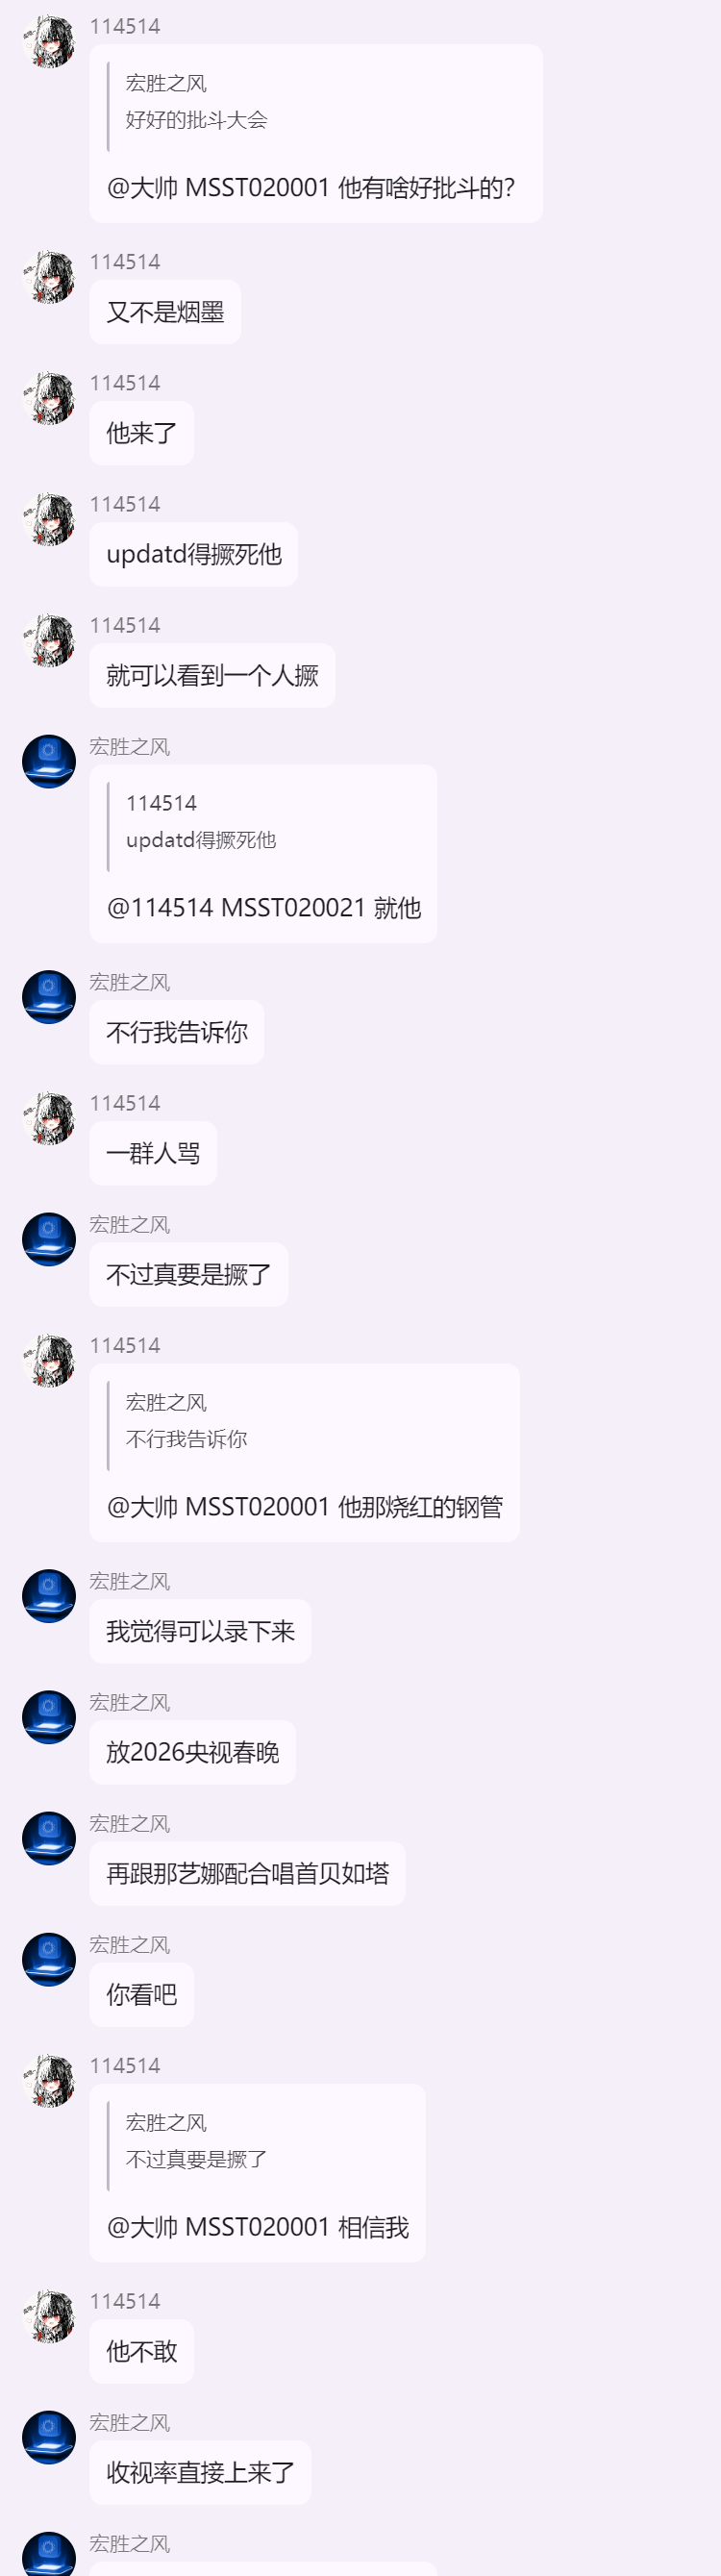 114514
宏胜之风
好好的批斗大会
@大帅 MSST020001 他有啥好批斗的？
114514
又不是烟墨
114514
他来了
114514
updatd得撅死他
114514
就可以看到一个人撅
宏胜之风
114514
updatd得撅死他
@114514 MSST020021 就他
宏胜之风
不行我告诉你
114514
一群人骂
宏胜之风
不过真要是撅了
114514
宏胜之风
不行我告诉你
@大帅 MSST020001 他那烧红的钢管
宏胜之风
我觉得可以录下来
宏胜之风
放2026央视春晚
宏胜之风
再跟那艺娜配合唱首贝如塔
宏胜之风
你看吧
114514
宏胜之风
不过真要是撅了
@大帅 MSST020001 相信我
114514
他不敢
宏胜之风
收视率直接上来了
宏胜之风